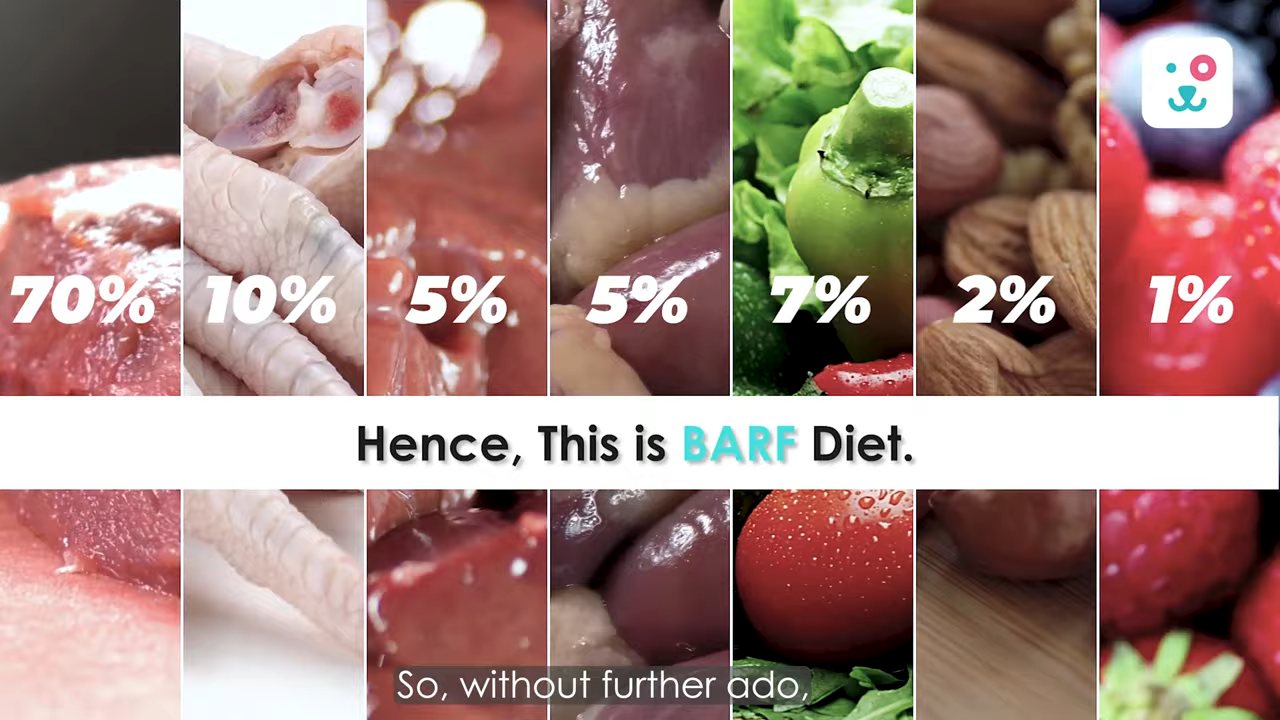 70% 10% 5% 5% 7% 2% 1%
Hence, This is BARF Diet.
So, without further ado,